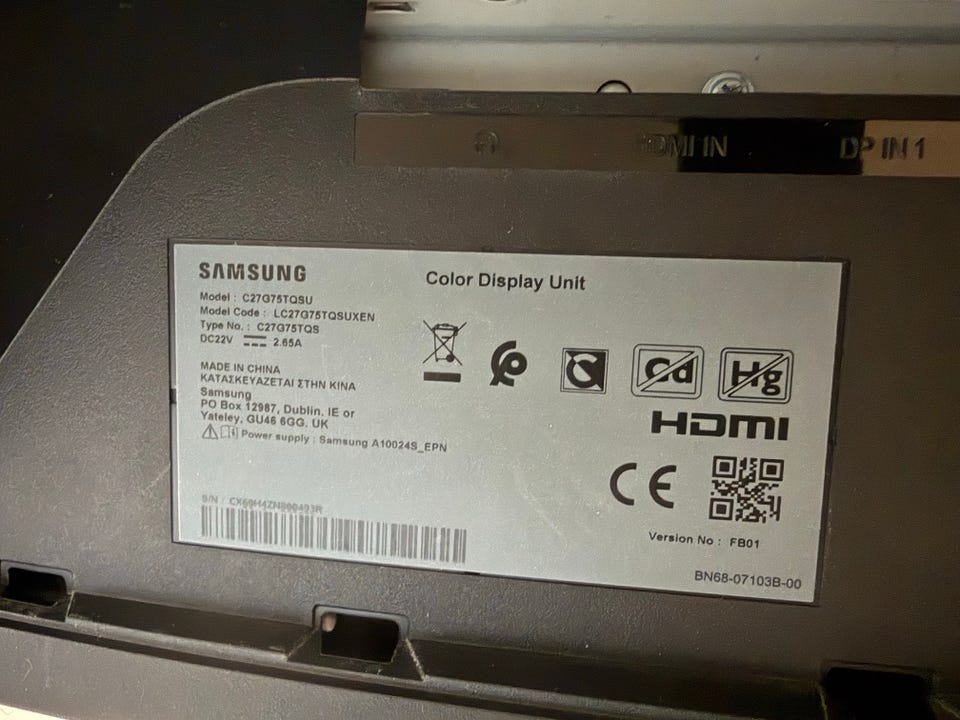 HDMI IN
DP IN 1
SAMSUNG
Color Display Unit
Model : C27G75TQSU
Model Code : LC27G75TQSUXEN
Type No. : C27G75TQS
DC22V 2.65A
MADE IN CHINA
ΚΑΤΑΣΚΕΥΑΖΕΤΑΙ ΣΤΗΝ ΚΙΝΑ
Samsung
PO Box 12987, Dublin. IE or
Yateley, GU46 6GG. UK
Power supply : Samsung A10024S_EPN
Cd
Hg
HDMI
CE
S/N :
Version No : FB01
BN68-07103B-00